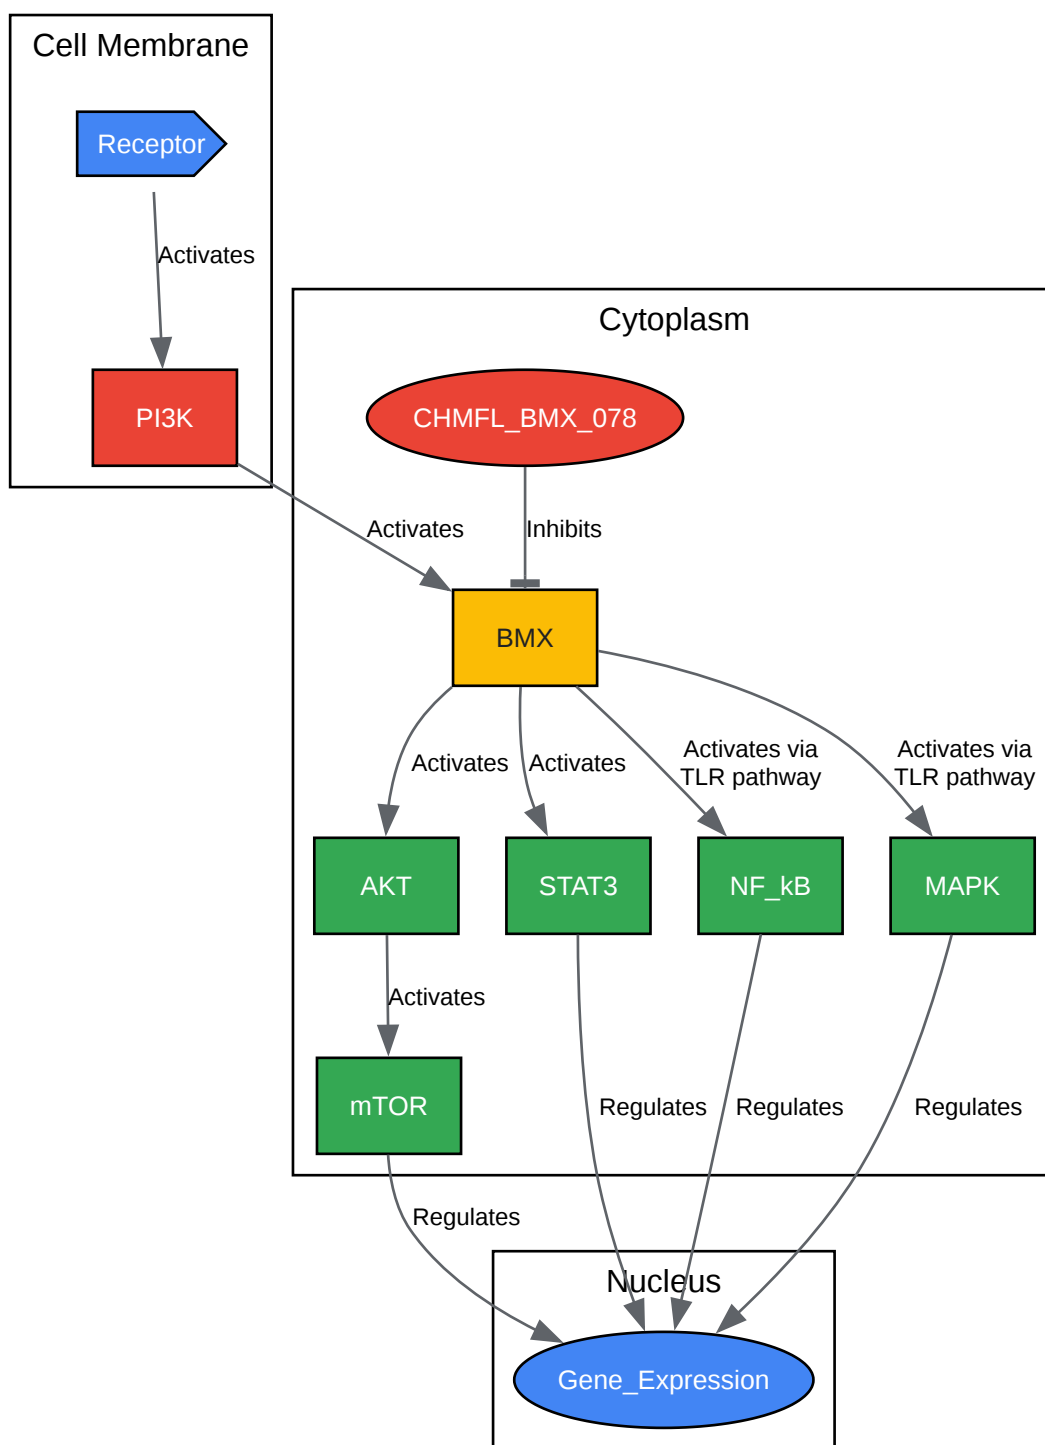 Cell Membrane
Receptor
Activates
Cytoplasm
PI3K
CHMFL_BMX_078
Activates
Inhibits
BMX
Activates
Activates
Activates via
TLR pathway
Activates via
TLR pathway
AKT
STAT3
NF_kB
MAPK
Activates
mTOR
Regulates
Regulates
Regulates
Regulates
Nucleus
Gene_Expression